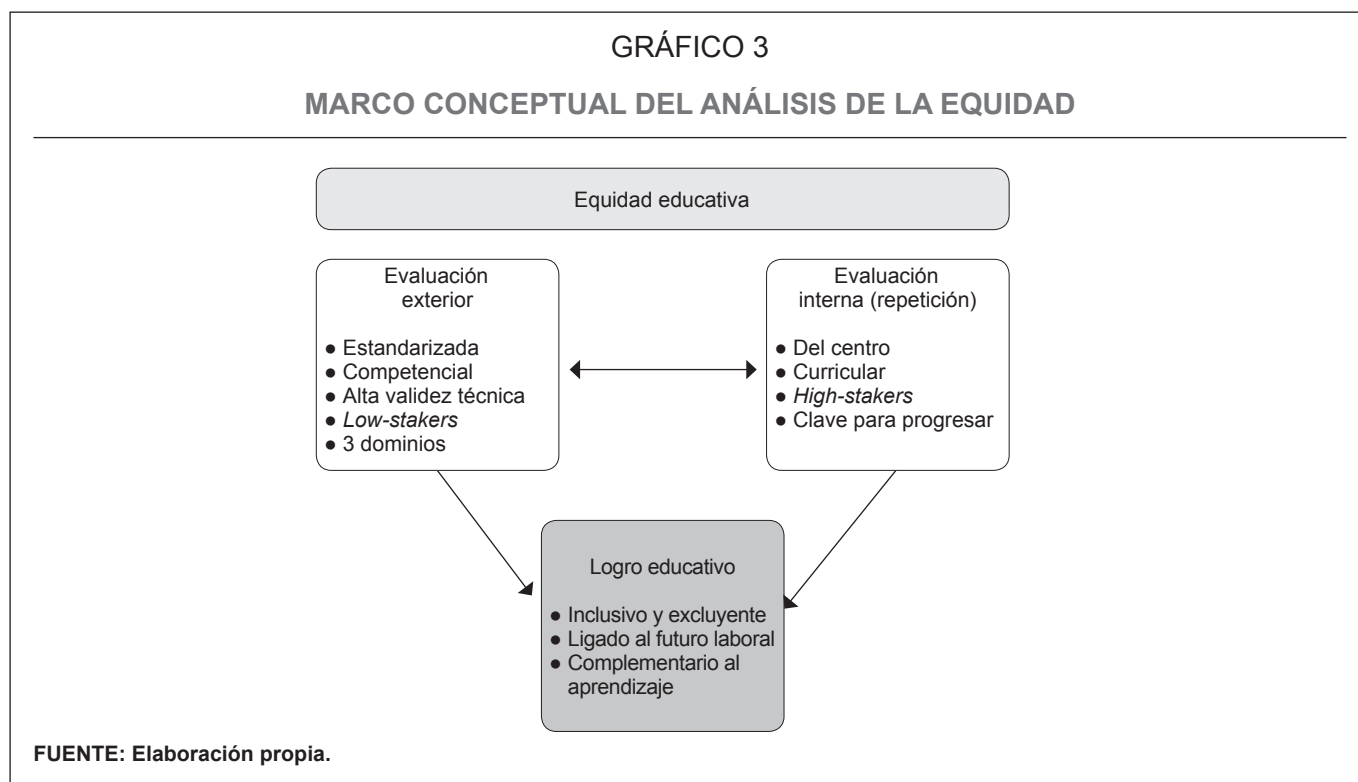 GRÁFICO 3
MARCO CONCEPTUAL DEL ANÁLISIS DE LA EQUIDAD
Equidad educativa
Evaluación
exterior
● Estandarizada
● Competencial
● Alta validez técnica
● Low-stakers
● 3 dominios
Evaluación
interna (repetición)
● Del centro
● Curricular
● High-stakers
● Clave para progresar
Logro educativo
● Inclusivo y excluyente
● Ligado al futuro laboral
● Complementario al
aprendizaje
FUENTE: Elaboración propia.